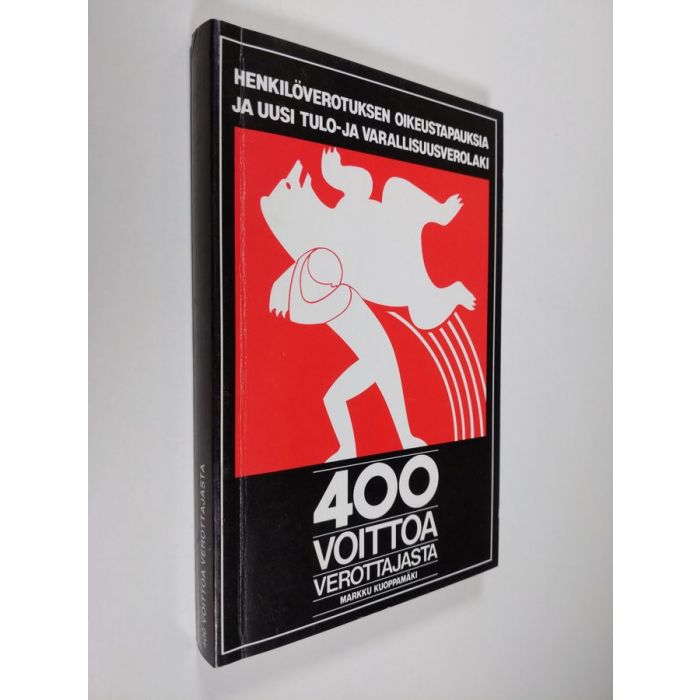 HENKILÖVEROTUKSEN OIKEUSTAPAUKSIA
JA UUSI TULO-JA VARALLISUUSVEROLAKI
400
VOITTOA
VEROTTAJASTA
MARKKU KUOPPAMÄKI
400 VOITTOA VEROTTAJASTA